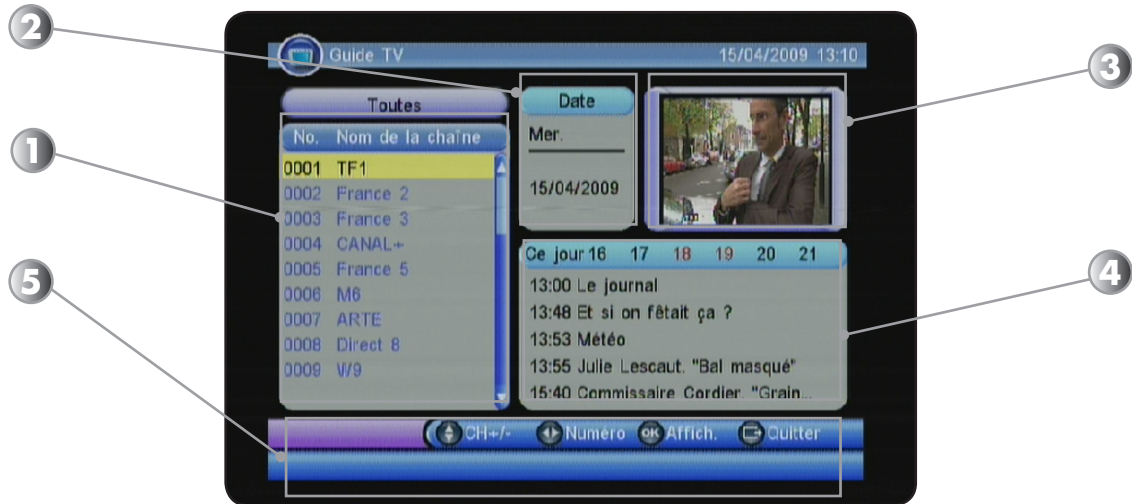 2
Guide TV 15/04/2009 13:10
3
Toutes
Date
1
No. Nom de la chaîne
Mer.
0001 TF1
15/04/2009
0002 France 2
0003 France 3
0004 CANAL+
0005 France 5
0006 M6
0007 ARTE
0008 Direct 8
0009 W9
Ce jour 16 17 18 19 20 21
4
5
13:00 Le journal
13:48 Et si on fêtait ça ?
13:53 Météo
13:55 Julie Lescaut. "Bal masqué"
15:40 Commissaire Cordier. "Grain...
CH+/- Numéro OK Affich. Quitter